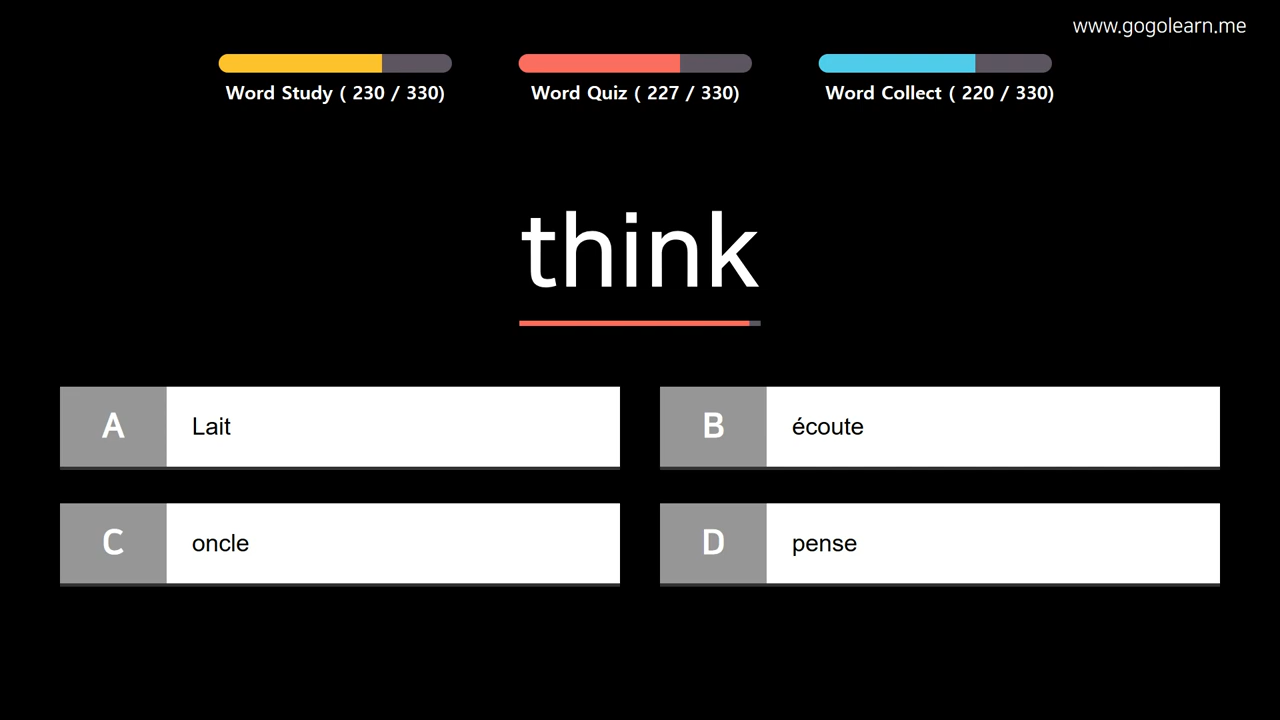 www.gogolearn.me
Word Study ( 230 / 330)
Word Quiz ( 227 / 330)
Word Collect ( 220 / 330)
think
A
Lait
B
écoute
C
oncle
D
pense